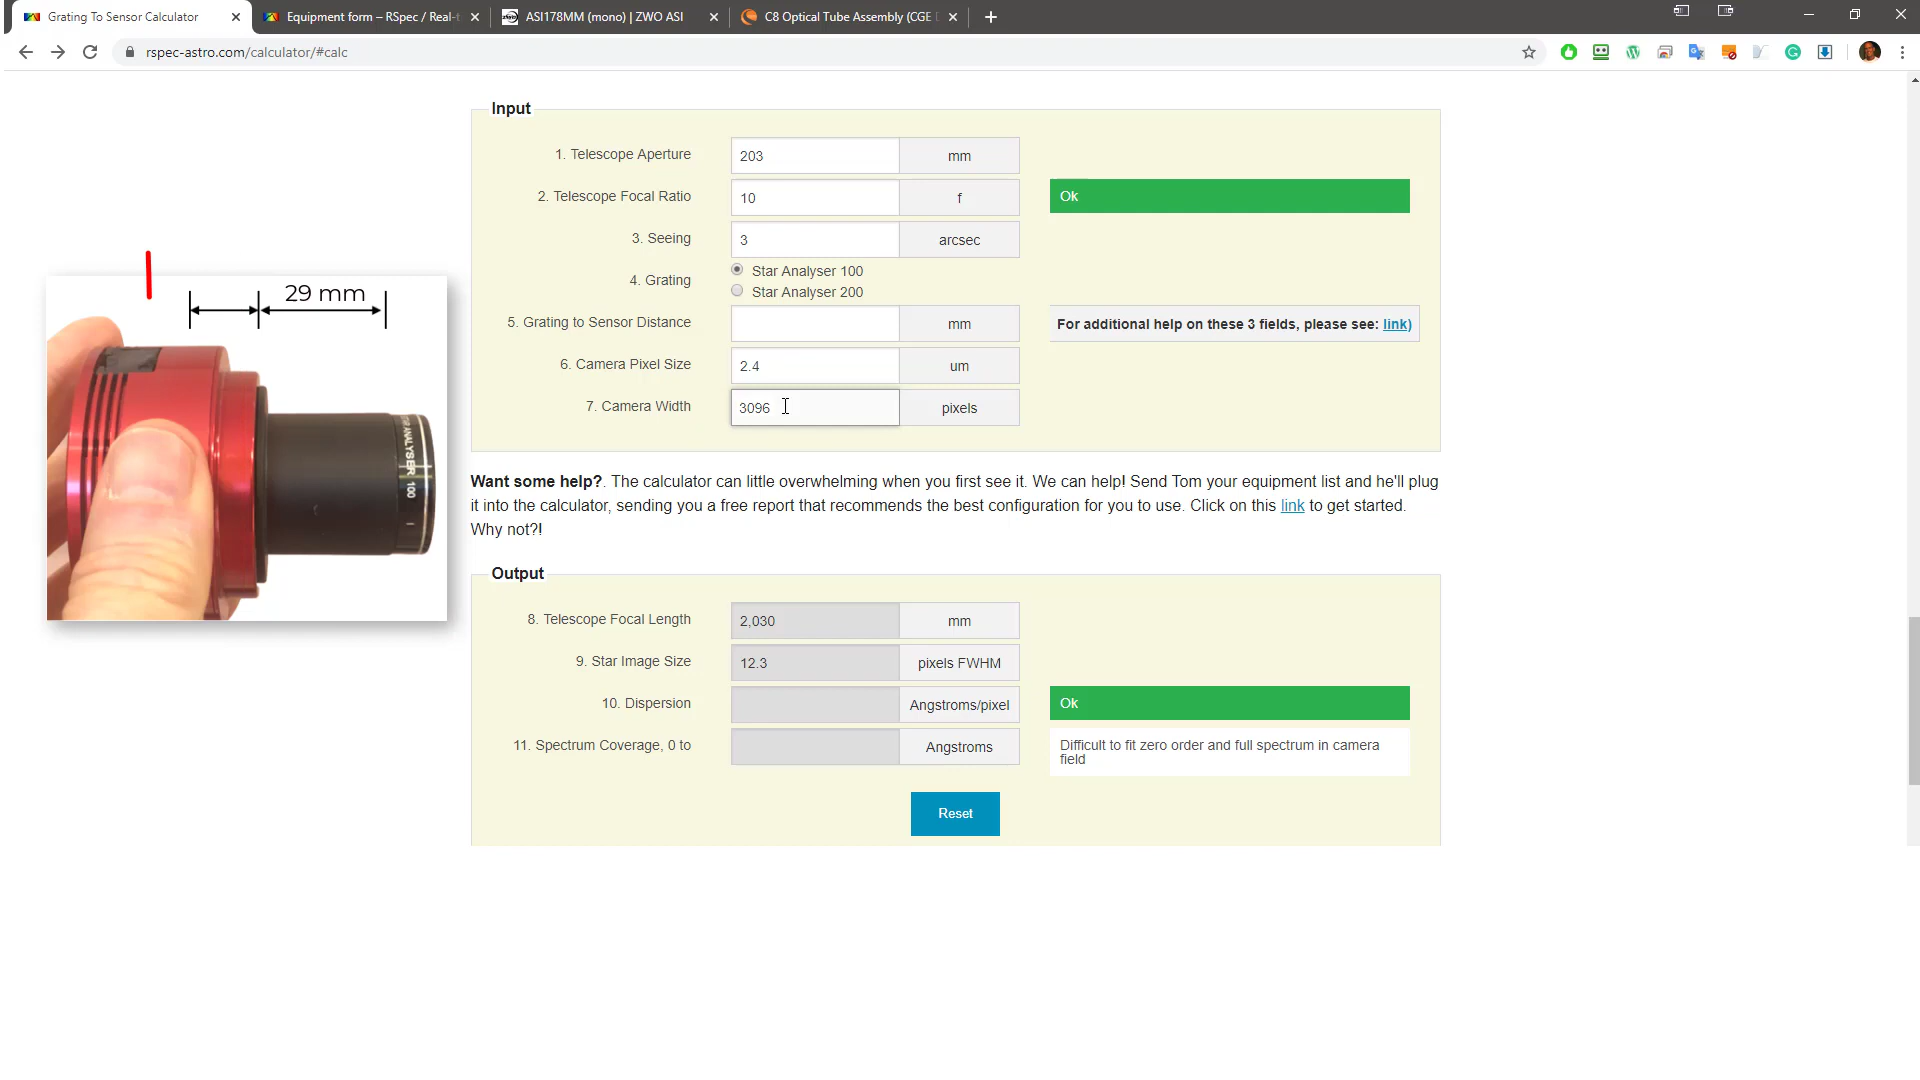 Grating To Sensor Calculator
Equipment form – RSpec / Real-t
ASI178MM (mono) | ZWO ASI
C8 Optical Tube Assembly (CGE
rspec-astro.com/calculator/#calc
Input
1. Telescope Aperture 203 mm
2. Telescope Focal Ratio 10 f Ok
3. Seeing 3 arcsec
4. Grating Star Analyser 100
Star Analyser 200
5. Grating to Sensor Distance mm For additional help on these 3 fields, please see: link)
6. Camera Pixel Size 2.4 um
7. Camera Width 3096 pixels
29 mm
STAR ANALYSER 100
Want some help?. The calculator can little overwhelming when you first see it. We can help! Send Tom your equipment list and he'll plug
it into the calculator, sending you a free report that recommends the best configuration for you to use. Click on this link to get started.
Why not?!
Output
8. Telescope Focal Length 2,030 mm
9. Star Image Size 12.3 pixels FWHM
10. Dispersion Angstroms/pixel Ok
11. Spectrum Coverage, 0 to Angstroms Difficult to fit zero order and full spectrum in camera
field
Reset